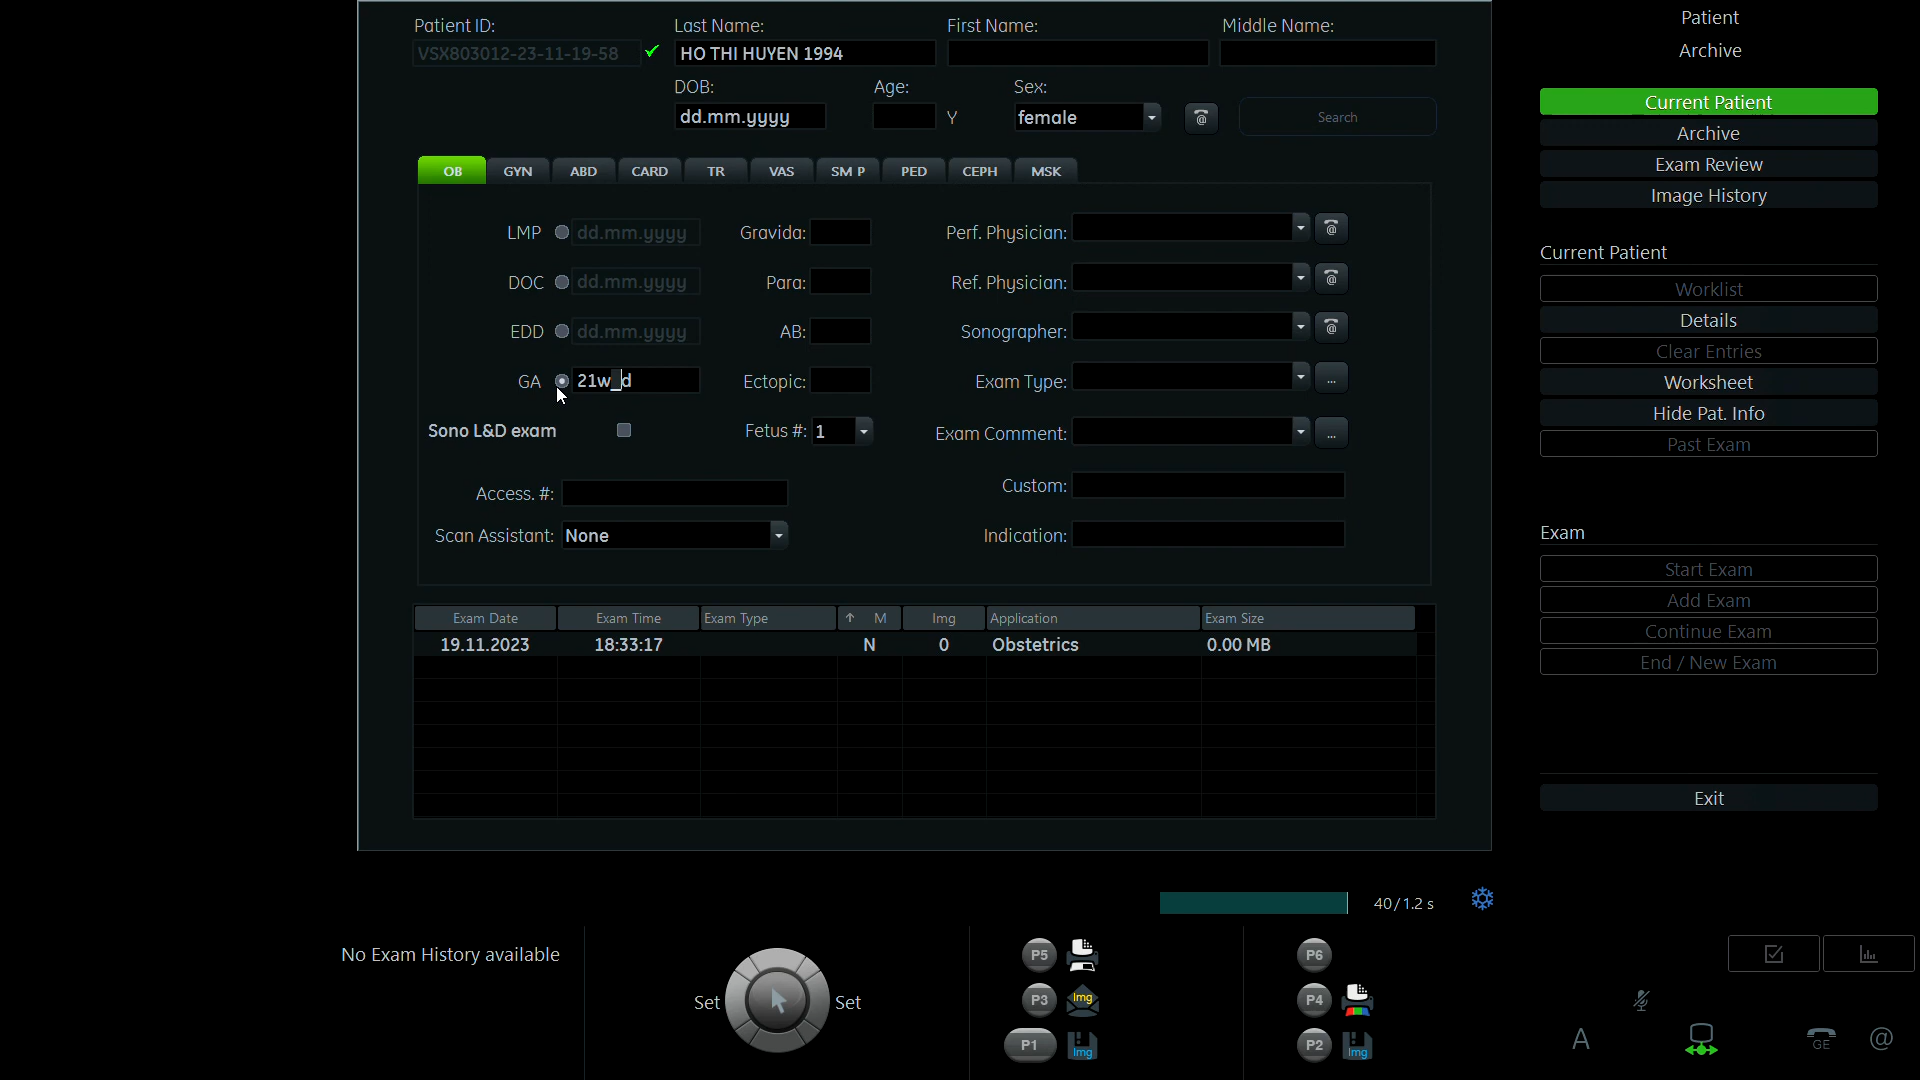 Patient ID: Last Name: First Name: Middle Name:
VSX803012-23-11-19-58 HO THI HUYEN 1994
DOB: Age: Sex:
dd.mm.yyyy Y female @ Search
OB GYN ABD CARD TR VAS SM P PED CEPH MSK
LMP dd.mm.yyyy Gravida: Perf. Physician: @
DOC dd.mm.yyyy Para: Ref. Physician: @
EDD dd.mm.yyyy AB: Sonographer: @
GA 21w_d Ectopic: Exam Type: ...
Sono L&D exam Fetus #: 1 Exam Comment: ...
Access. #: Custom:
Scan Assistant: None Indication:
Exam Date Exam Time Exam Type ↑ M Img Application Exam Size
19.11.2023 18:33:17 N 0 Obstetrics 0.00 MB
40/1.2 s
Patient
Archive
Current Patient
Archive
Exam Review
Image History
Current Patient
Worklist
Details
Clear Entries
Worksheet
Hide Pat. Info
Past Exam
Exam
Start Exam
Add Exam
Continue Exam
End / New Exam
Exit
No Exam History available
Set Set
P5 P6
P3 Img P4
P1 Img P2 Img
A GE @